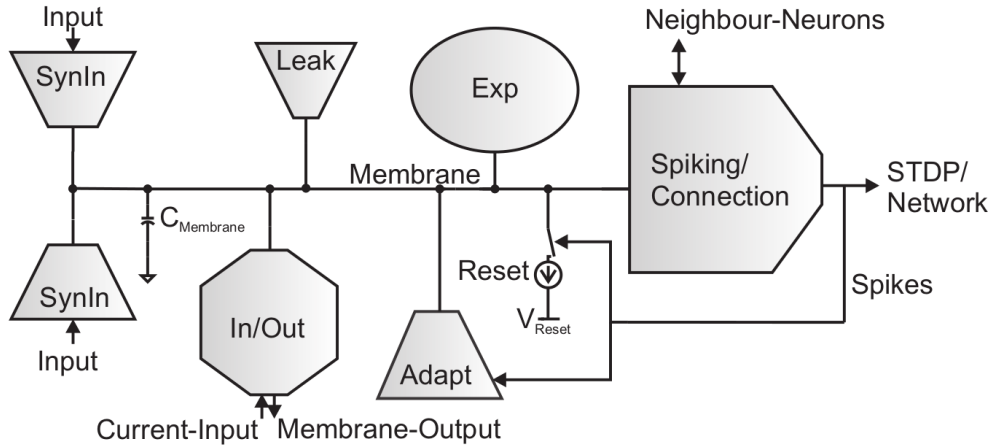 Input
Neighbour-Neurons
SynIn
Leak
Exp
Membrane
Spiking/
Connection
STDP/
Network
CMembrane
SynIn
Reset
Spikes
In/Out
VReset
Input
Adapt
Current-Input
Membrane-Output